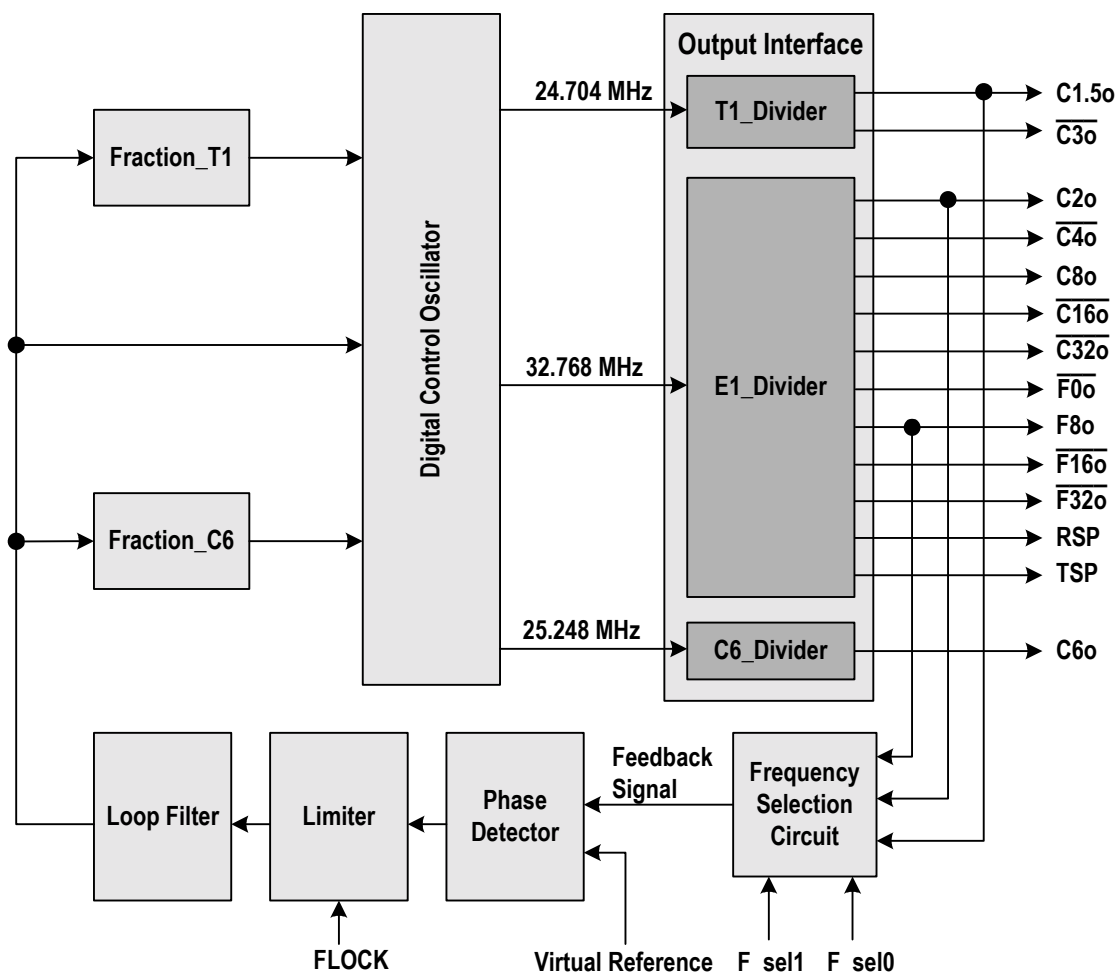 Output Interface
24.704 MHz
T1_Divider
C1.5o
C3o
Fraction_T1
C2o
C4o
C8o
C16o
C32o
Digital Control Oscillator
32.768 MHz
E1_Divider
F0o
F8o
F16o
F32o
RSP
TSP
Fraction_C6
25.248 MHz
C6_Divider
C6o
Loop Filter
Limiter
Phase
Detector
Feedback
Signal
Frequency
Selection
Circuit
FLOCK
Virtual Reference
F_sel1
F_sel0